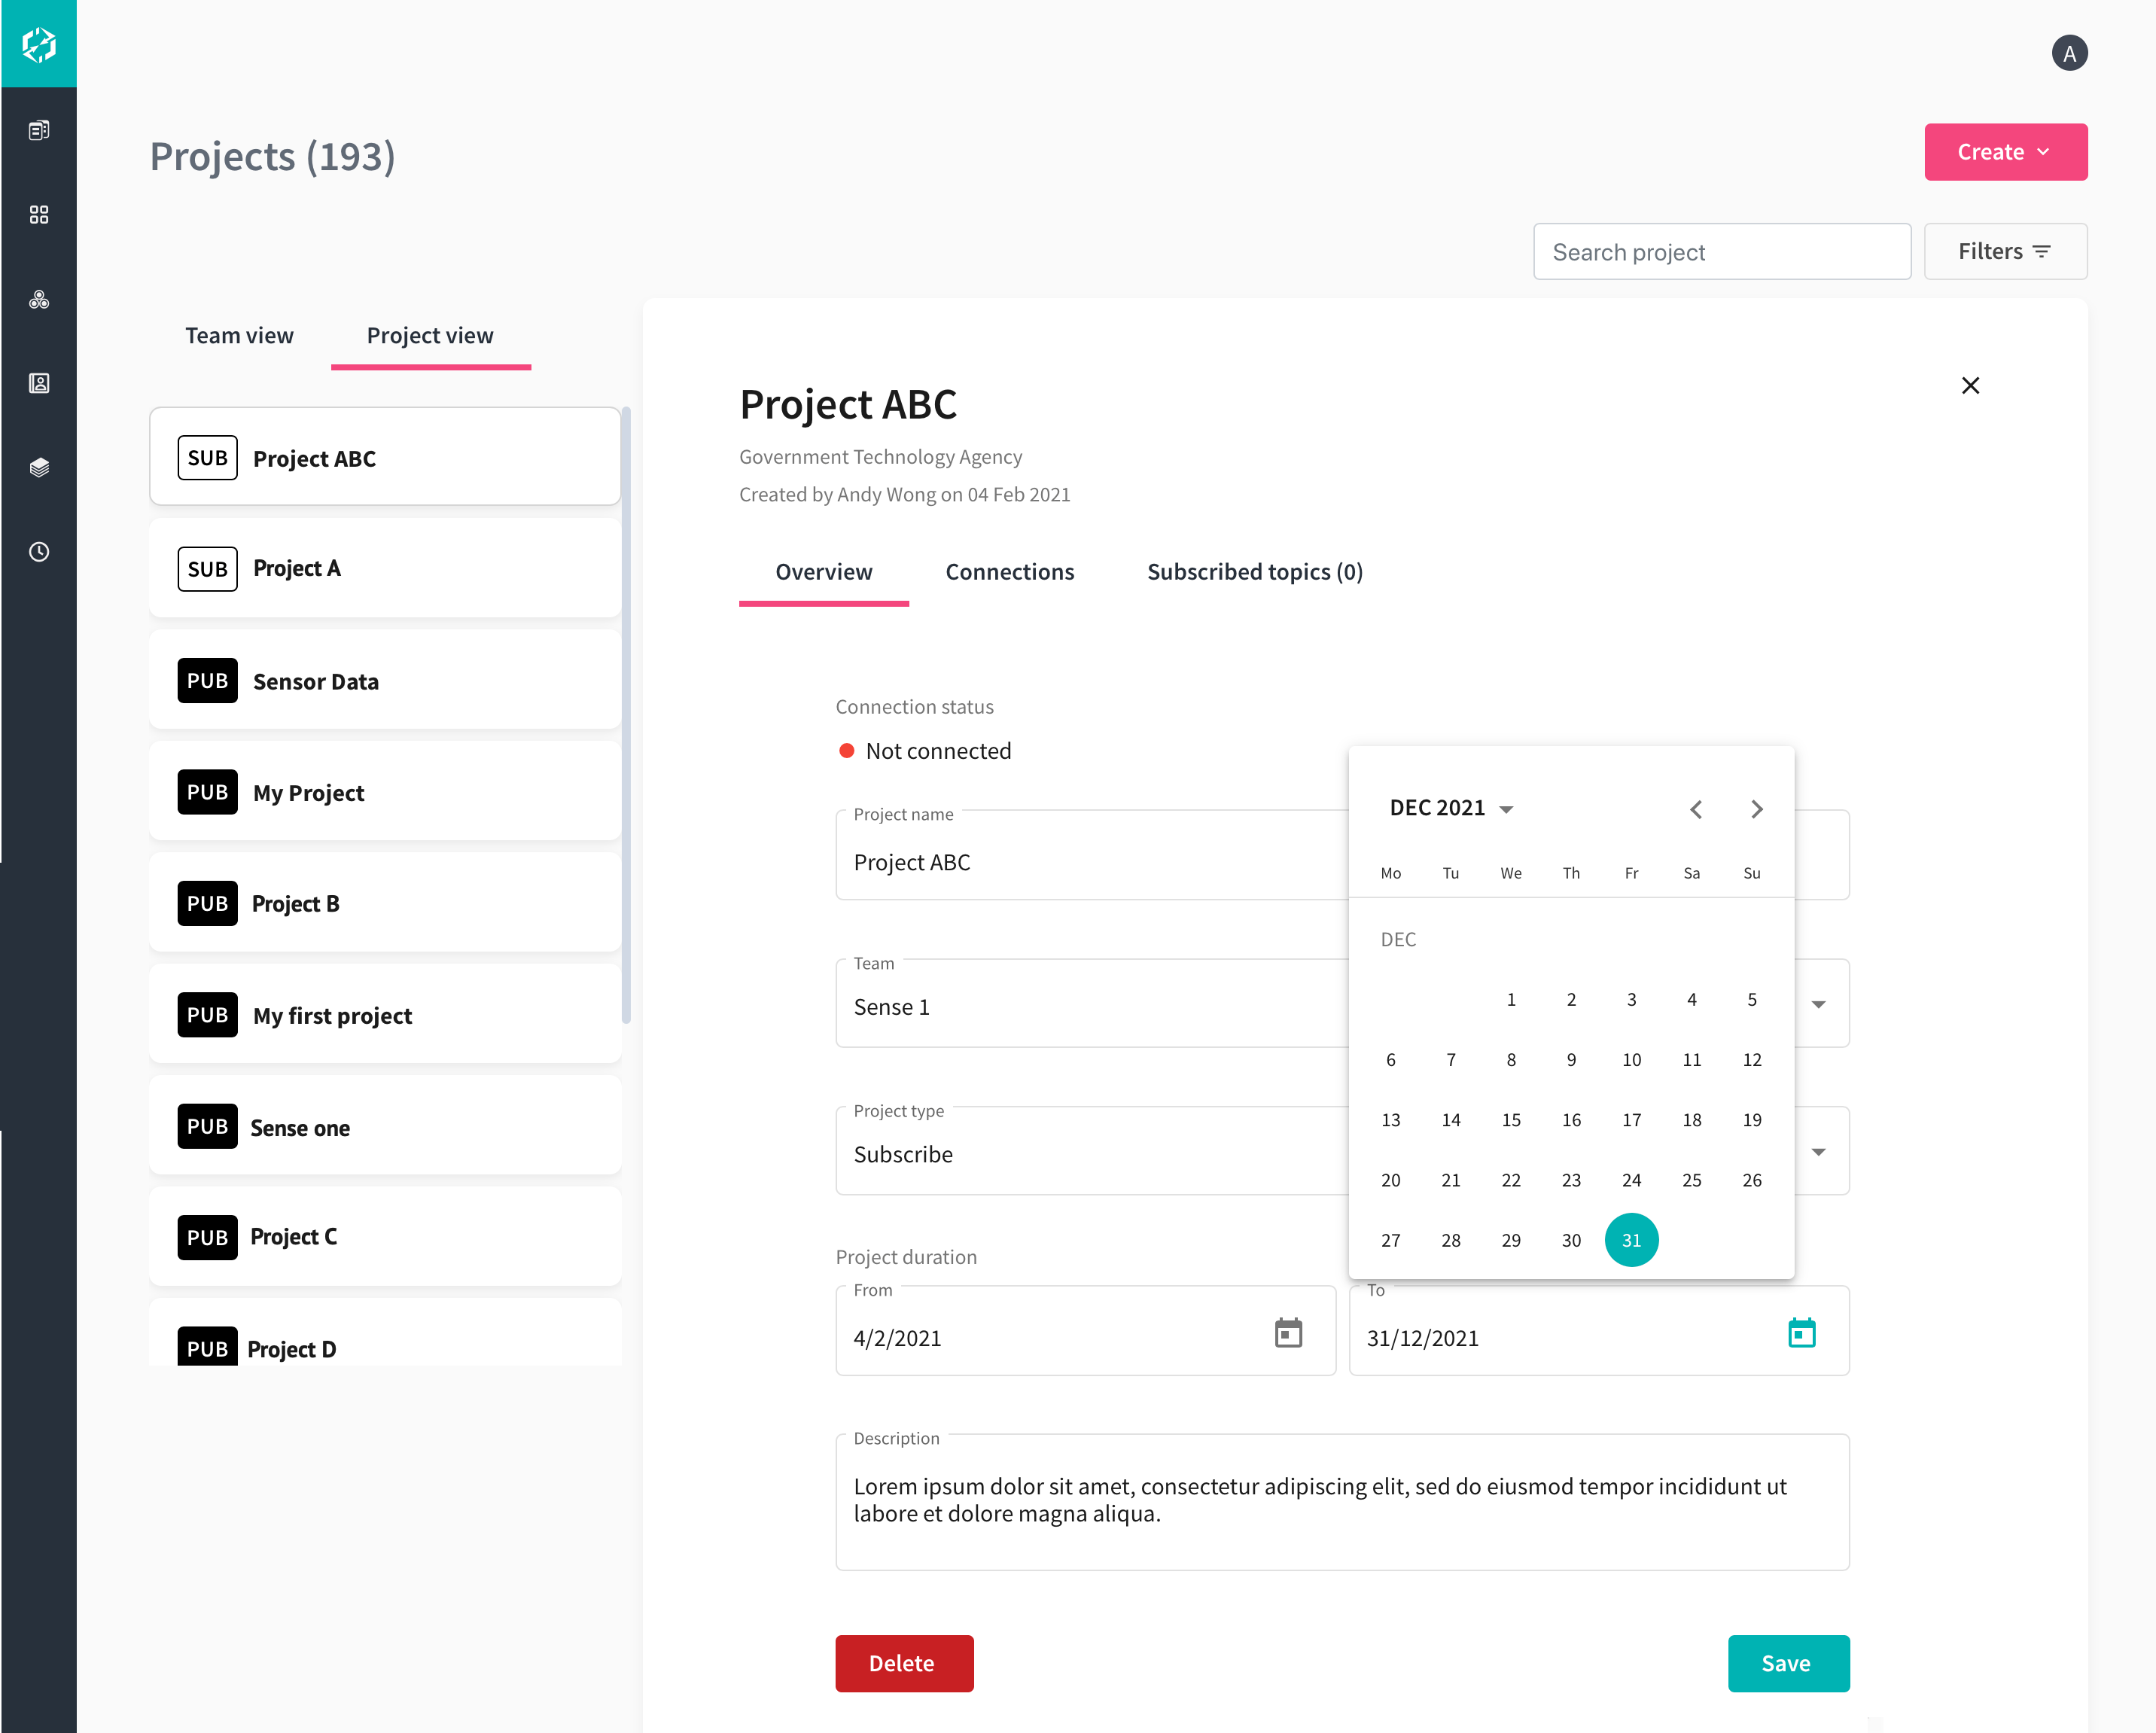 A
Projects (193)
Create
Search project
Filters
Team view
Project view
SUB Project ABC
SUB Project A
PUB Sensor Data
PUB My Project
PUB Project B
PUB My first project
PUB Sense one
PUB Project C
PUB Project D
Project ABC
Government Technology Agency
Created by Andy Wong on 04 Feb 2021
Overview
Connections
Subscribed topics (0)
Connection status
Not connected
Project name
Project ABC
Team
Sense 1
Project type
Subscribe
DEC 2021
Mo Tu We Th Fr Sa Su
DEC
1 2 3 4 5
6 7 8 9 10 11 12
13 14 15 16 17 18 19
20 21 22 23 24 25 26
27 28 29 30 31
Project duration
From
4/2/2021
To
31/12/2021
Description
Lorem ipsum dolor sit amet, consectetur adipiscing elit, sed do eiusmod tempor incididunt ut
labore et dolore magna aliqua.
Delete
Save